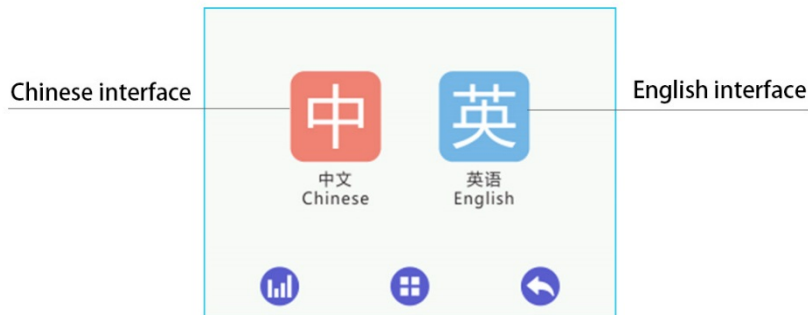 Chinese interface
English interface
中
英
中文
Chinese
英语
English